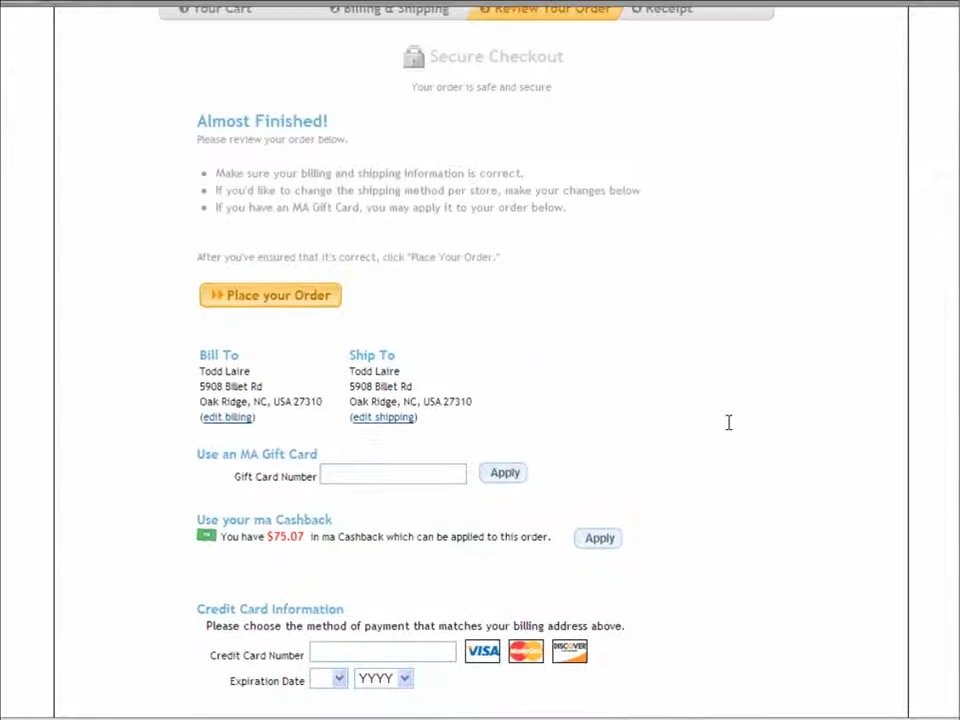 Your Cart
Billing & Shipping
Review Your Order
Receipt
Secure Checkout
Your order is safe and secure
Almost Finished!
Please review your order below.
Make sure your billing and shipping information is correct.
If you'd like to change the shipping method per store, make your changes below
If you have an MA Gift Card, you may apply it to your order below.
After you've ensured that it's correct, click "Place Your Order."
Place your Order
Bill To
Todd Laire
5908 Billet Rd
Oak Ridge, NC, USA 27310
(edit billing)
Ship To
Todd Laire
5908 Billet Rd
Oak Ridge, NC, USA 27310
(edit shipping)
Use an MA Gift Card
Gift Card Number Apply
Use your ma Cashback
You have $75.07 in ma Cashback which can be applied to this order. Apply
Credit Card Information
Please choose the method of payment that matches your billing address above.
Credit Card Number VISA MasterCard DISCOVER
Expiration Date YYYY